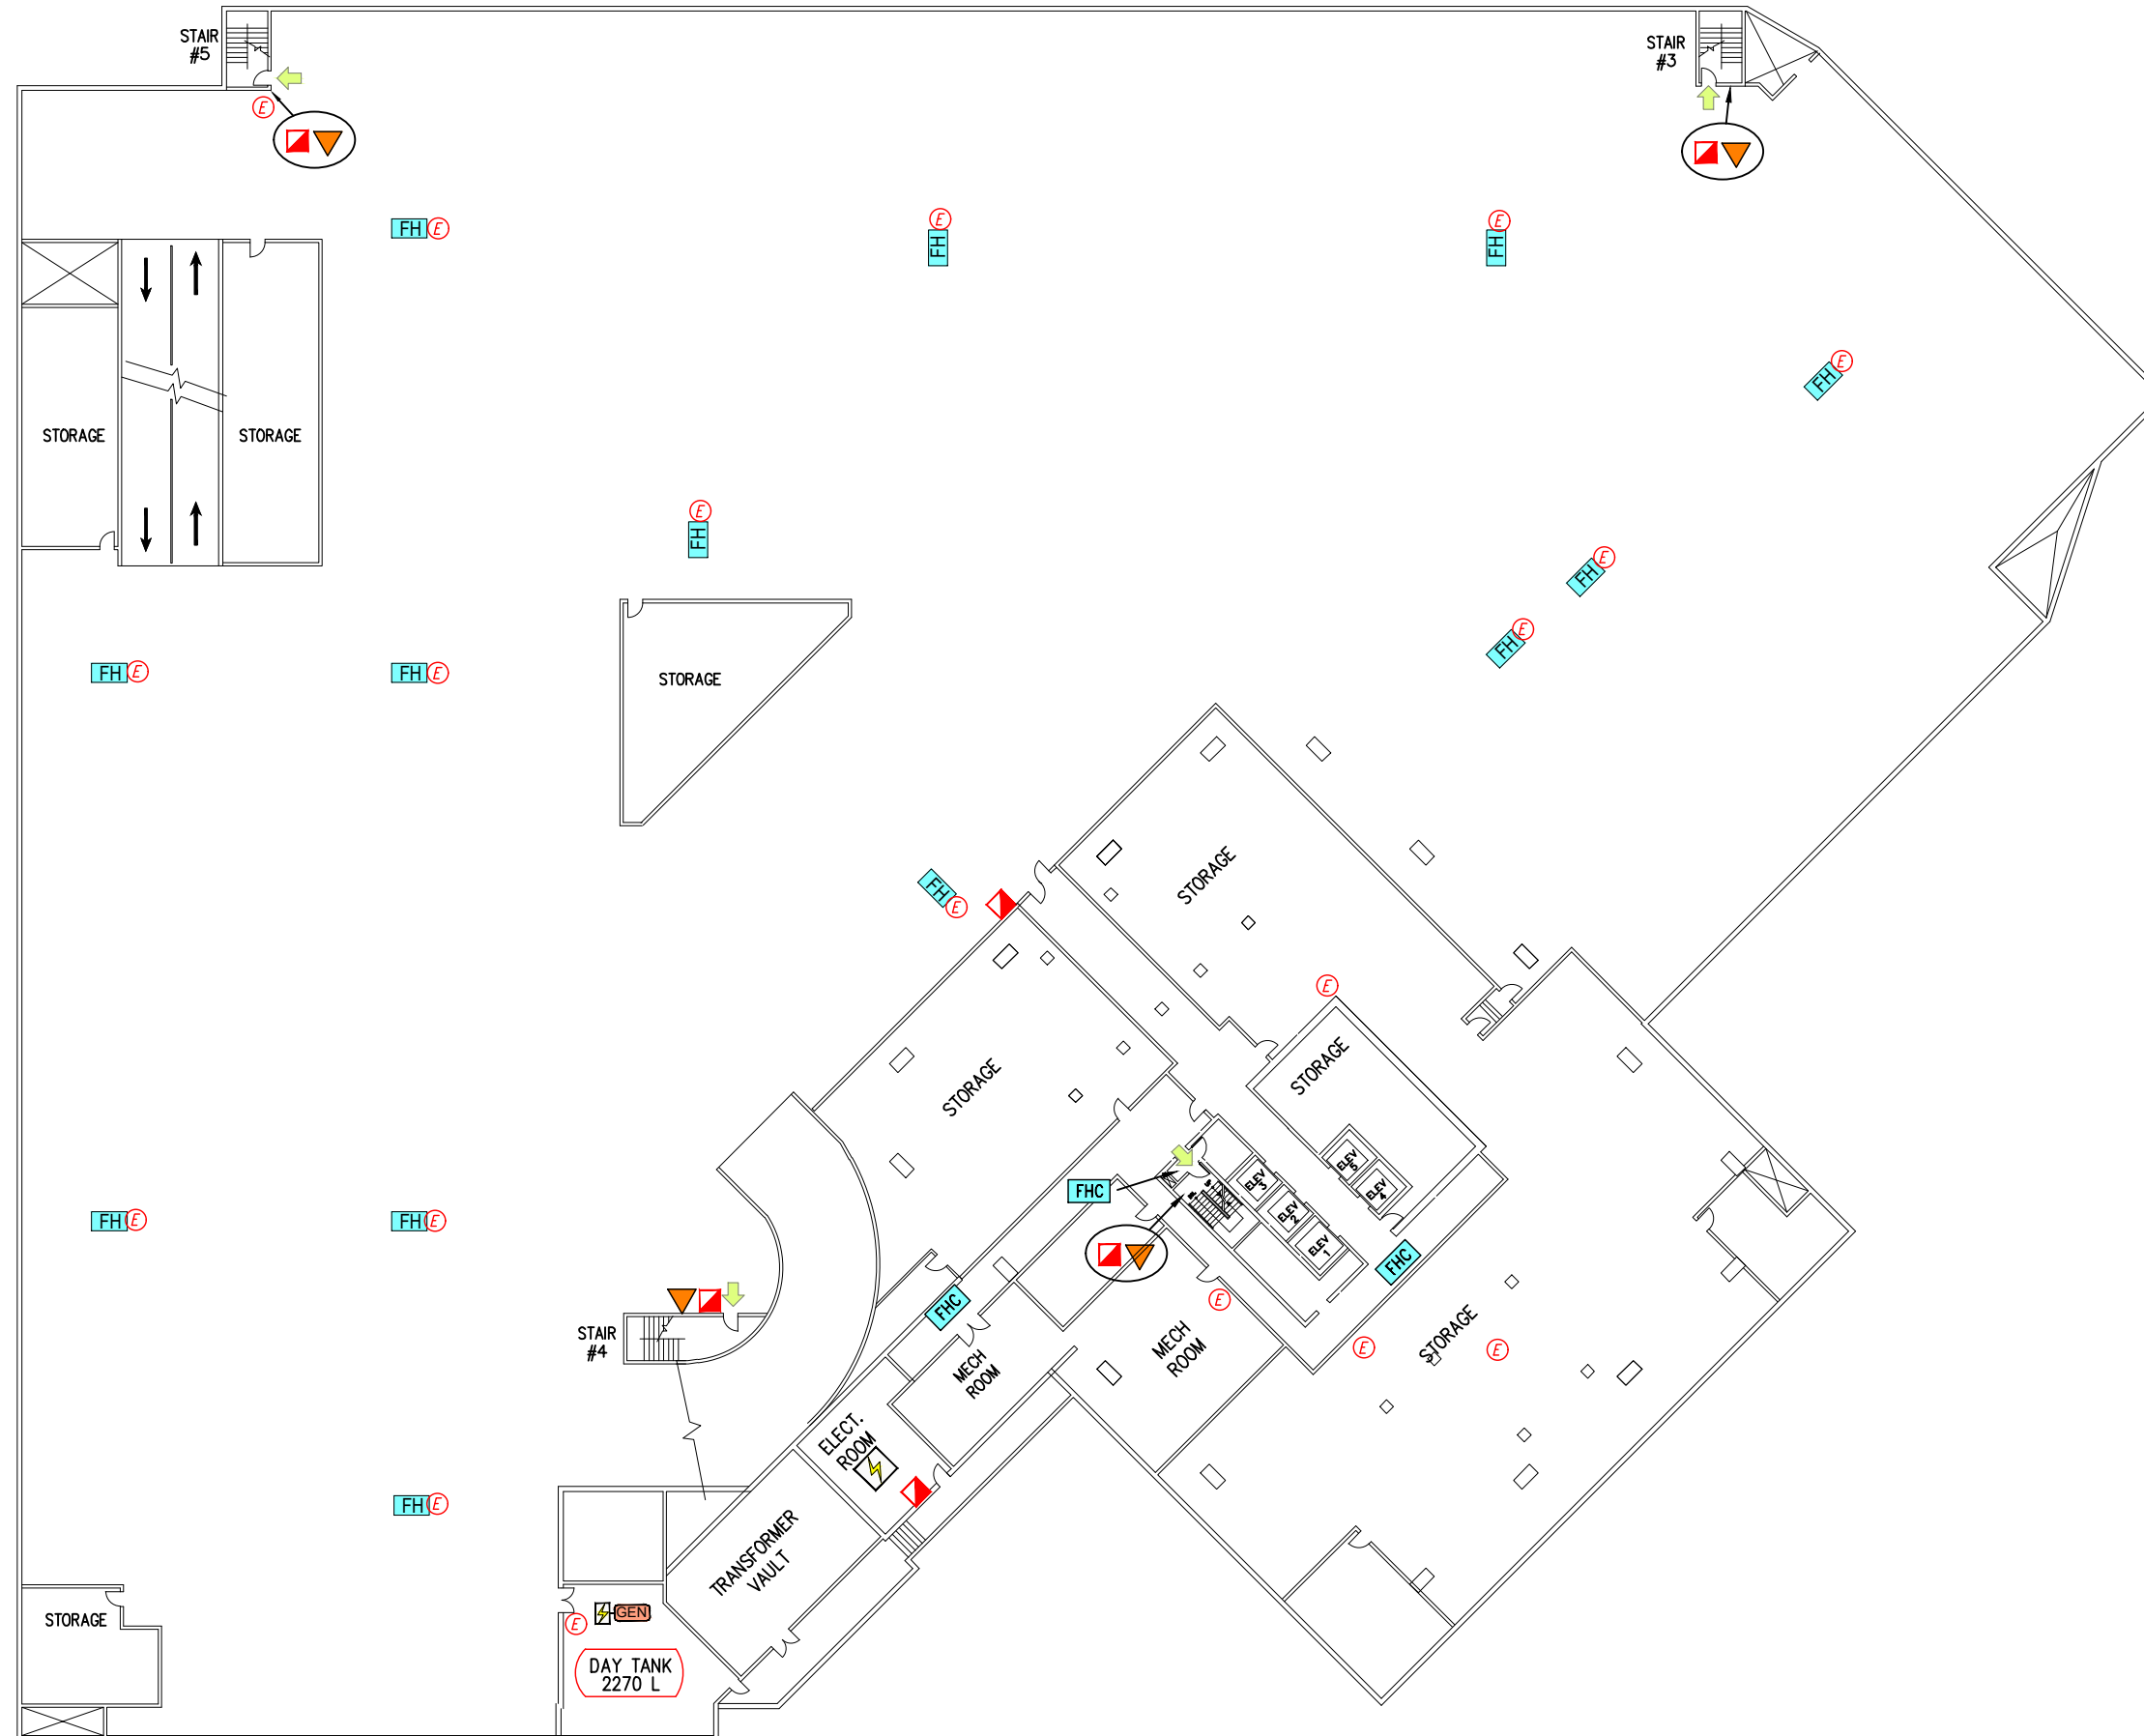 STAIR
#5
STAIR
#3
E
FH E
E
FH
E
FH
E
FH
STORAGE
STORAGE
E
FH
E
FH
E
FH
FH E
FH E
STORAGE
STORAGE
FH
E
E
STORAGE
STORAGE
ELEV
5
ELEV
4
ELEV
3
ELEV
2
ELEV
1
FHC
FHC
FHC
FH E
FH E
E
STAIR
#4
MECH
ROOM
MECH
ROOM
STORAGE
E
E
ELECT.
ROOM
FH E
TRANSFORMER
VAULT
STORAGE
E
GEN
DAY TANK
2270 L